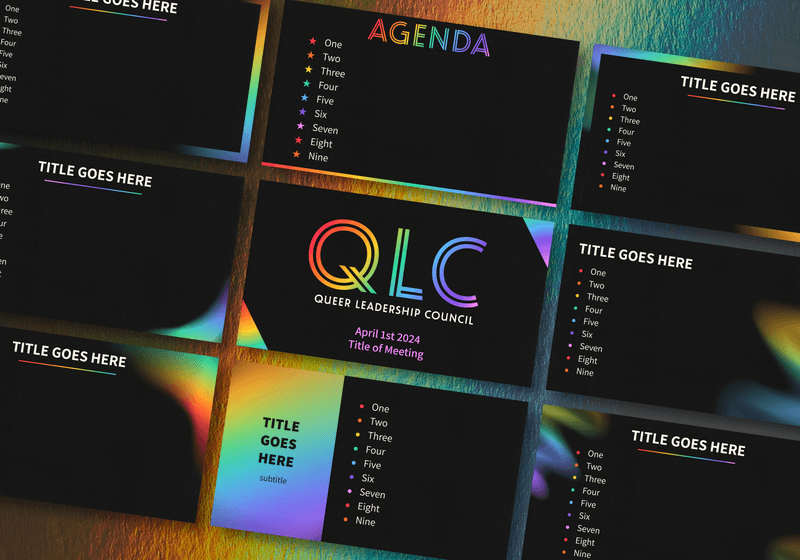 TITLE GOES HERE
One
Two
Three
Four
Five
Six
Seven
AGENDA
One
Two
Three
Four
Five
Six
Seven
Eight
Nine
TITLE GOES HERE
One
Two
Three
Four
Five
Six
Seven
Eight
Nine
TITLE GOES HERE
QLC
QUEER LEADERSHIP COUNCIL
April 1st 2024
Title of Meeting
TITLE GOES HERE
One
Two
Three
Four
Five
Six
Seven
Eight
Nine
TITLE GOES HERE
TITLE
GOES
HERE
subtitle
One
Two
Three
Four
Five
Six
Seven
Eight
Nine
TITLE GOES HERE
One
Two
Three
Four
Five
Six
Seven
Eight
Nine